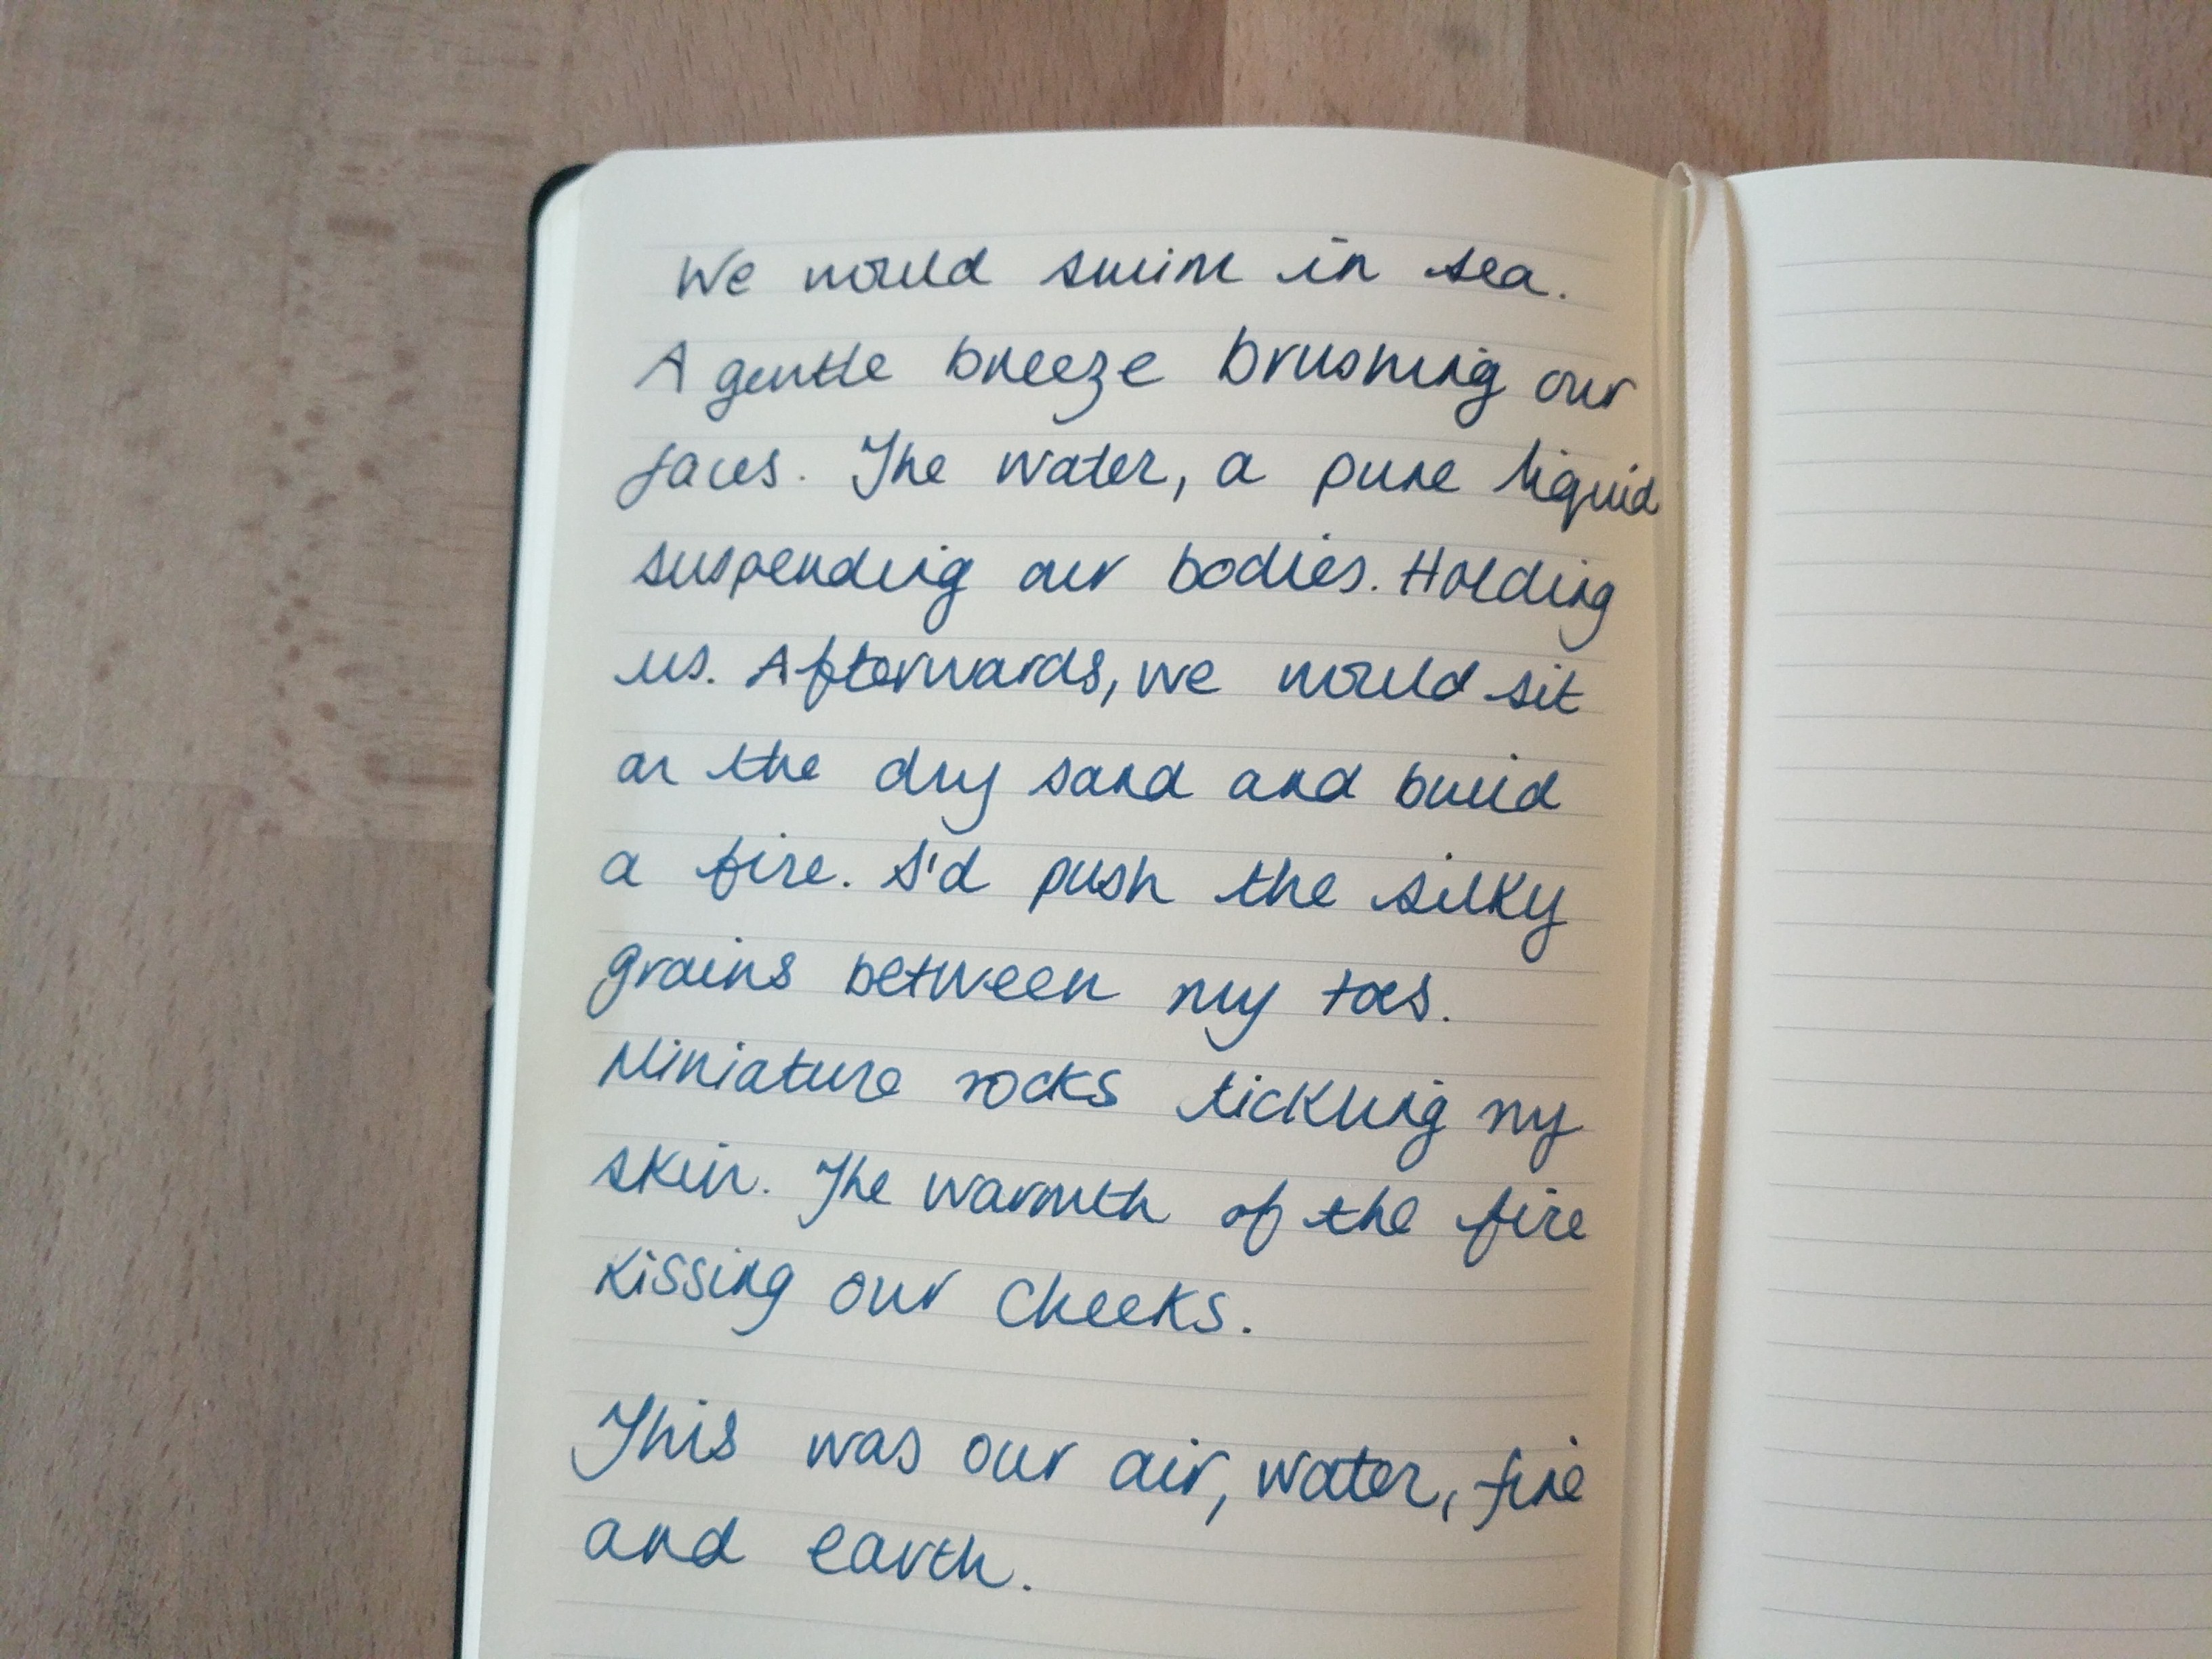 We would swim in sea.
A gentle breeze brushing our
faces. The water, a pure liquid
suspending our bodies. Holding
us. Afterwards, we would sit
on the dry sand and build
a fire. I'd push the silky
grains between my toes.
Miniature rocks tickling my
skin. The warmth of the fire
kissing our cheeks.
This was our air, water, fire
and earth.